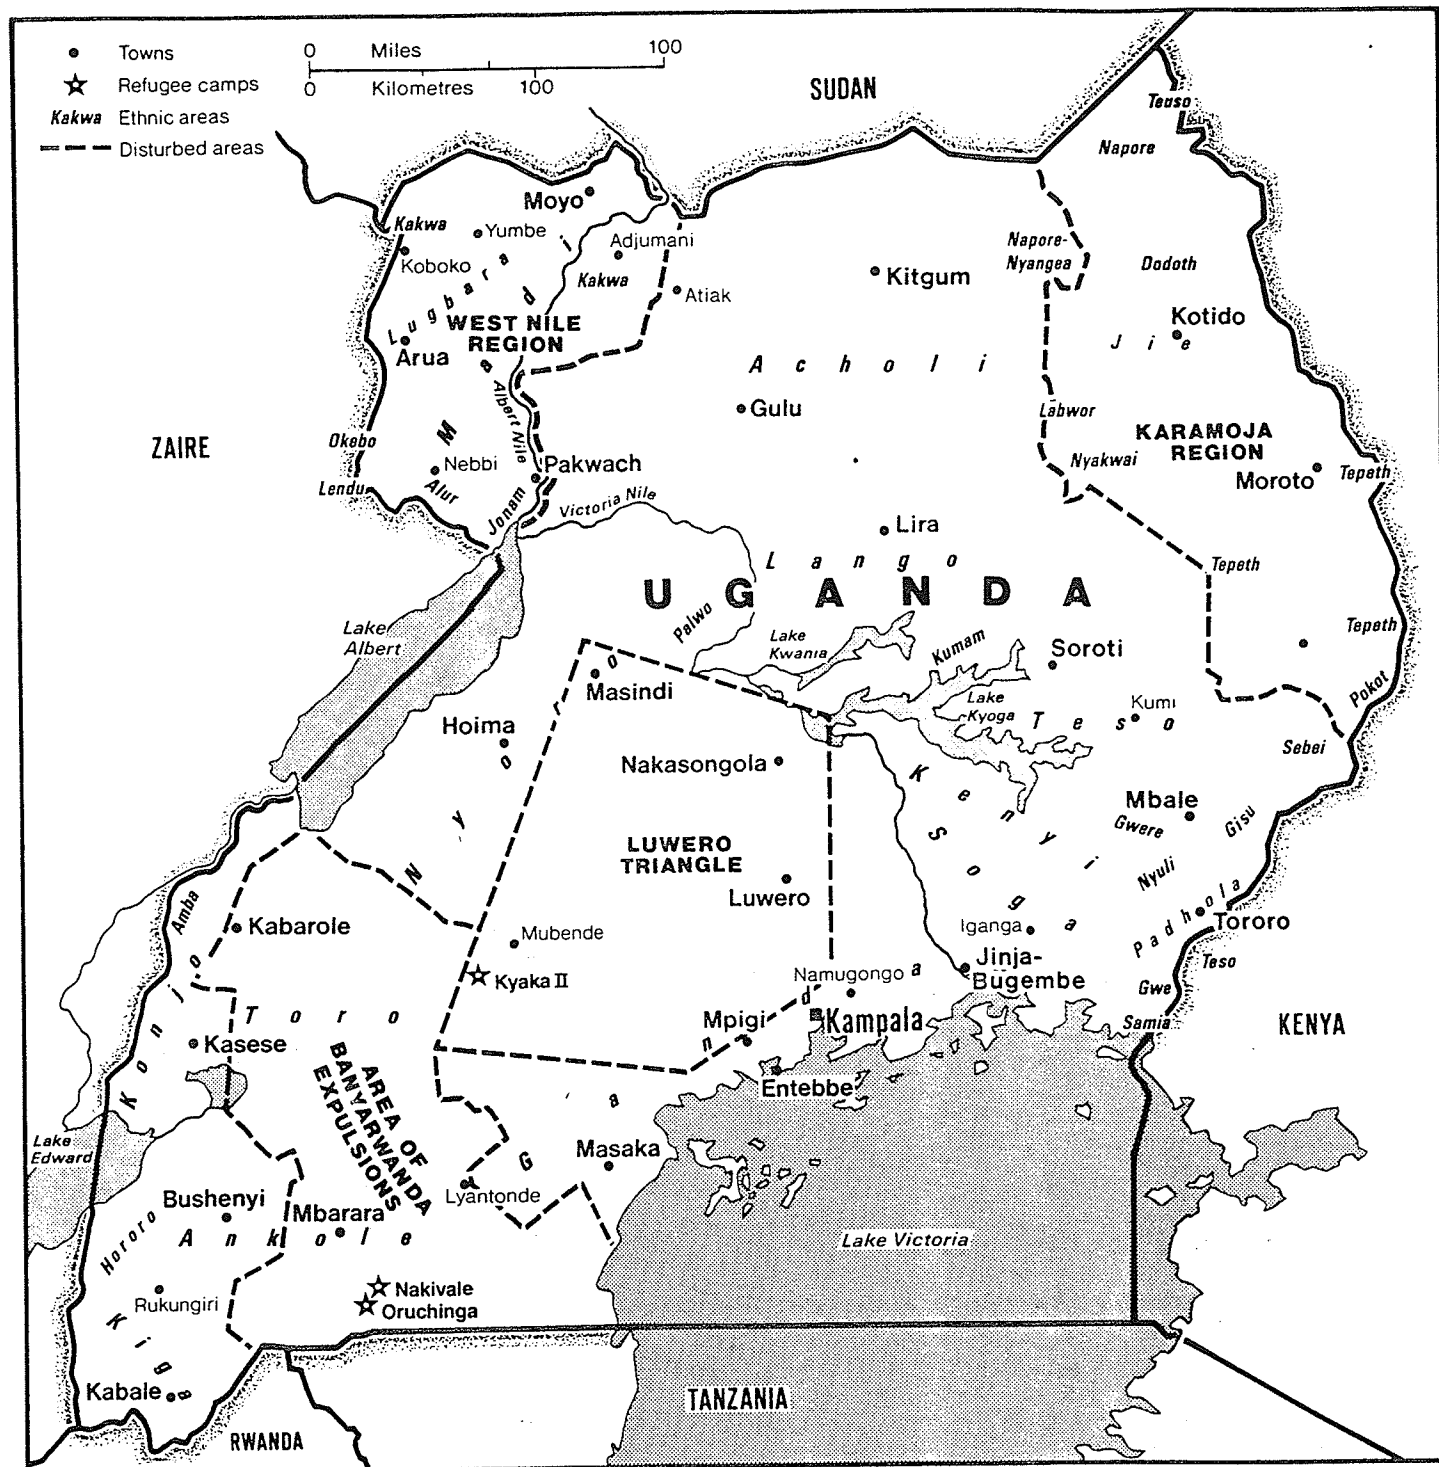 0 Miles 100
0 Kilometres 100
Towns
Refugee camps
Kakwa Ethnic areas
Disturbed areas
SUDAN
Teuso
Napore
Moyo
Kakwa
Yumbe
Adjumani
Koboko
Kakwa
Lugbara
Madi
Atiak
Napore-
Nyangea
Dodoth
Kitgum
Kotido
Jie
WEST NILE
REGION
Arua
Acholi
Albert Nile
Gulu
Labwor
Okebo
ZAIRE
KARAMOJA
REGION
Nyakwai
Nebbi
Pakwach
Moroto
Tepeth
Lendu
Alur
Jonam
Victoria Nile
Lira
Lango
Tepeth
UGANDA
Palwo
Lake
Albert
Lake
Kwania
Kumam
Soroti
Tepeth
Masindi
Lake
Kyoga
Kumi
Teso
Pokot
Hoima
Nyoro
Sebei
Nakasongola
Kenyi
Mbale
Gwere
Gisu
Soga
LUWERO
TRIANGLE
Nyuli
Luwero
Amba
Kabarole
Mubende
Iganga
Padhola
Tororo
Kyaka II
Namugongo
Jinja-
Bugembe
Teso
Gwe
Samia
KENYA
Konjo
Toro
Mpigi
Kampala
Kasese
Entebbe
AREA OF
BANYARWANDA
EXPULSIONS
Ganda
Lake
Edward
Masaka
Lyantonde
Bushenyi
Mbarara
Ankole
Hororo
Lake Victoria
Nakivale
Oruchinga
Rukungiri
Kiga
Kabale
TANZANIA
RWANDA